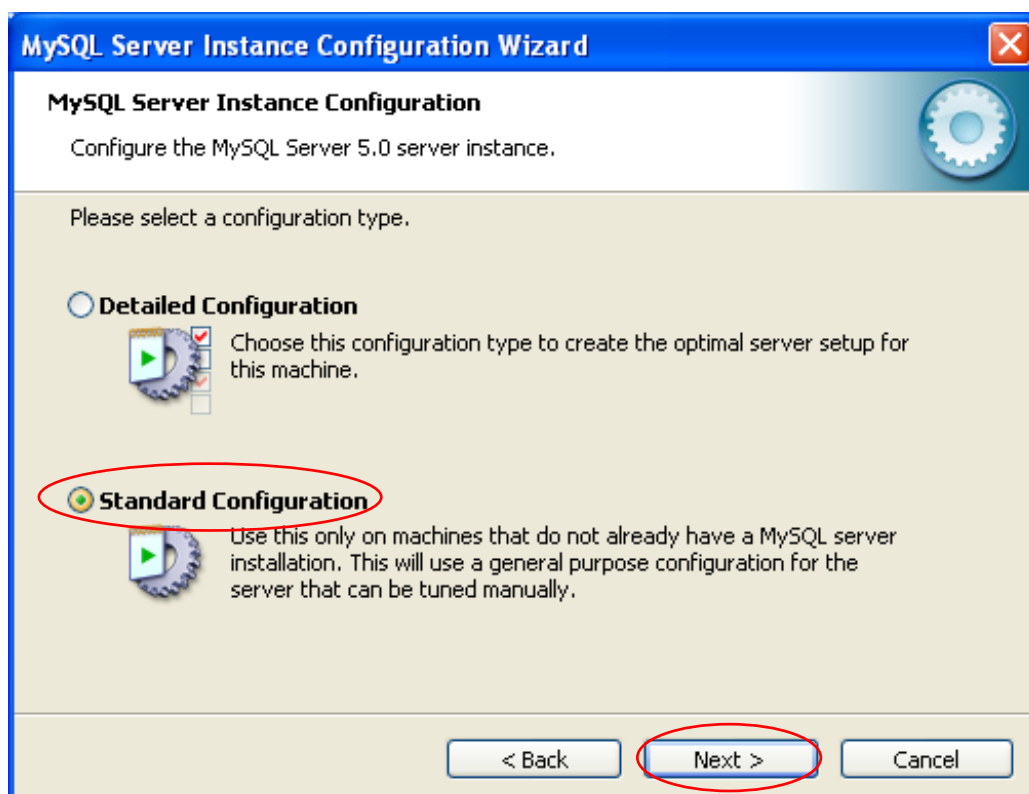 MySQL Server Instance Configuration Wizard
MySQL Server Instance Configuration
Configure the MySQL Server 5.0 server instance.
Please select a configuration type.
Detailed Configuration
Choose this configuration type to create the optimal server setup for
this machine.
Standard Configuration
Use this only on machines that do not already have a MySQL server
installation. This will use a general purpose configuration for the
server that can be tuned manually.
< Back
Next >
Cancel